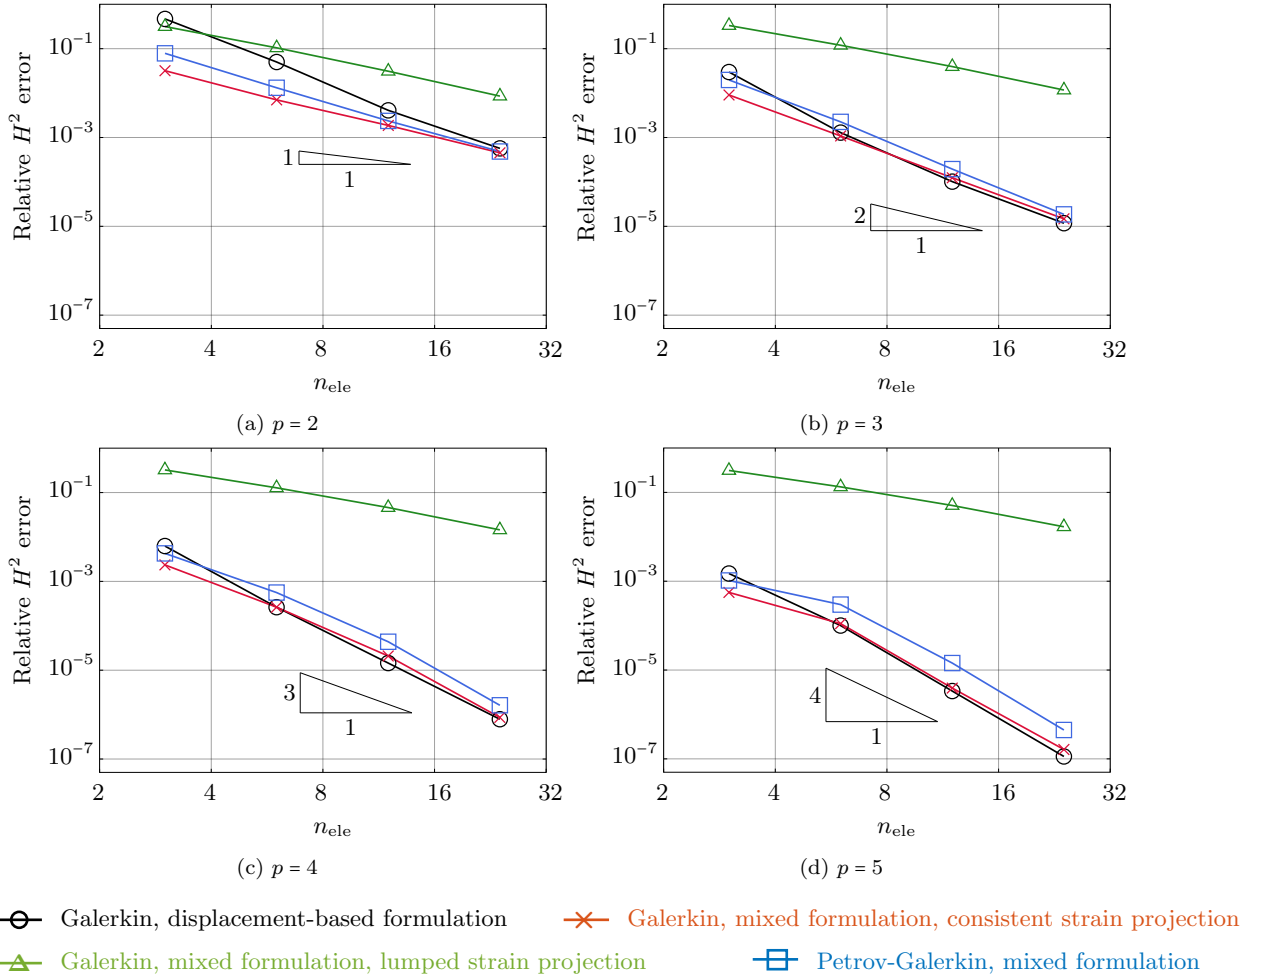 Relative H² error
10⁻¹
10⁻³
10⁻⁵
10⁻⁷
1
1
2 4 8 16 32
n_ele
(a) p = 2
Relative H² error
10⁻¹
10⁻³
10⁻⁵
10⁻⁷
2
1
2 4 8 16 32
n_ele
(b) p = 3
Relative H² error
10⁻¹
10⁻³
10⁻⁵
10⁻⁷
3
1
2 4 8 16 32
n_ele
(c) p = 4
Relative H² error
10⁻¹
10⁻³
10⁻⁵
10⁻⁷
4
1
2 4 8 16 32
n_ele
(d) p = 5
Galerkin, displacement-based formulation
Galerkin, mixed formulation, consistent strain projection
Galerkin, mixed formulation, lumped strain projection
Petrov-Galerkin, mixed formulation